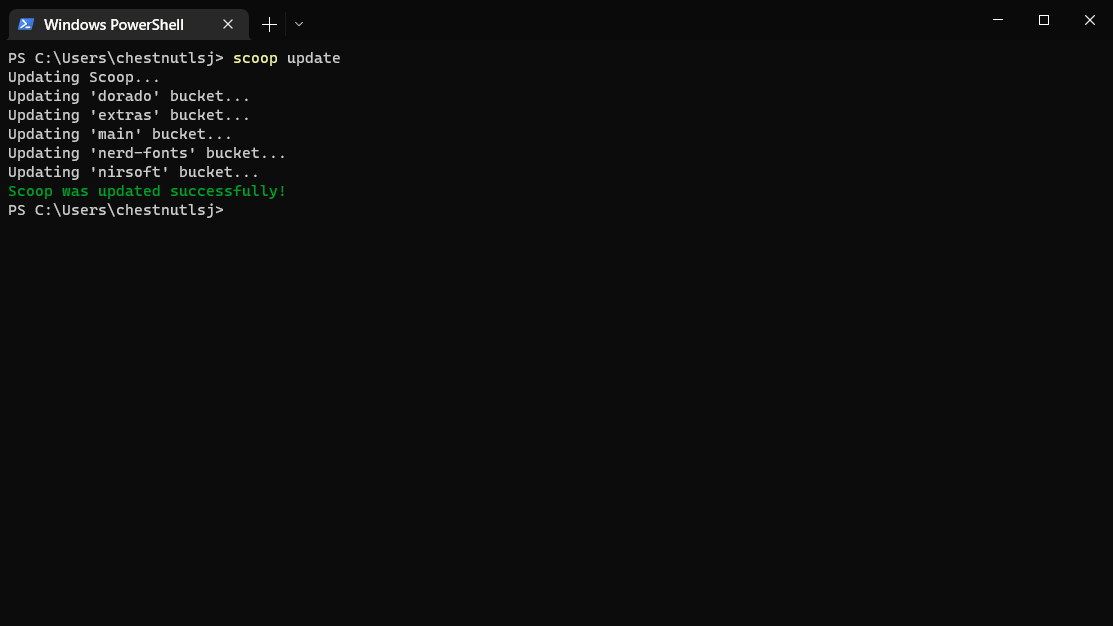 Windows PowerShell
PS C:\Users\chestnutlsj> scoop update
Updating Scoop...
Updating 'dorado' bucket...
Updating 'extras' bucket...
Updating 'main' bucket...
Updating 'nerd-fonts' bucket...
Updating 'nirsoft' bucket...
Scoop was updated successfully!
PS C:\Users\chestnutlsj>